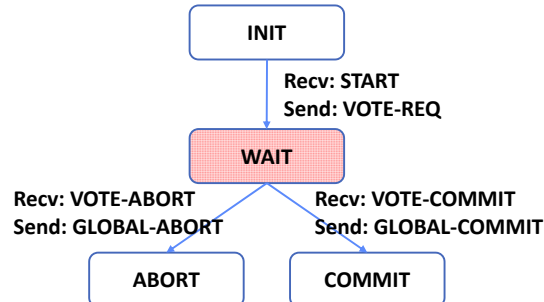 INIT
Recv: START
Send: VOTE-REQ
WAIT
Recv: VOTE-ABORT
Send: GLOBAL-ABORT
Recv: VOTE-COMMIT
Send: GLOBAL-COMMIT
ABORT
COMMIT